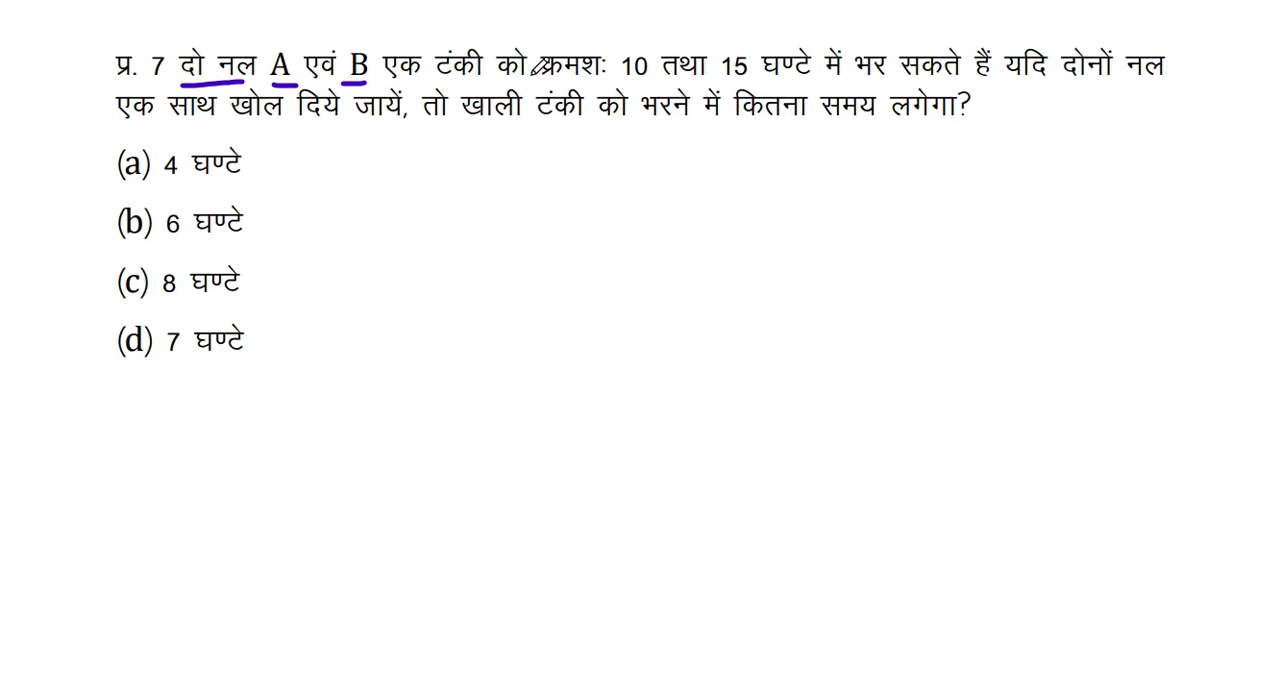 प्र. 7 दो नल A एवं B एक टंकी को क्रमशः 10 तथा 15 घण्टे में भर सकते हैं यदि दोनों नल
एक साथ खोल दिये जायें, तो खाली टंकी को भरने में कितना समय लगेगा?
(a) 4 घण्टे
(b) 6 घण्टे
(c) 8 घण्टे
(d) 7 घण्टे